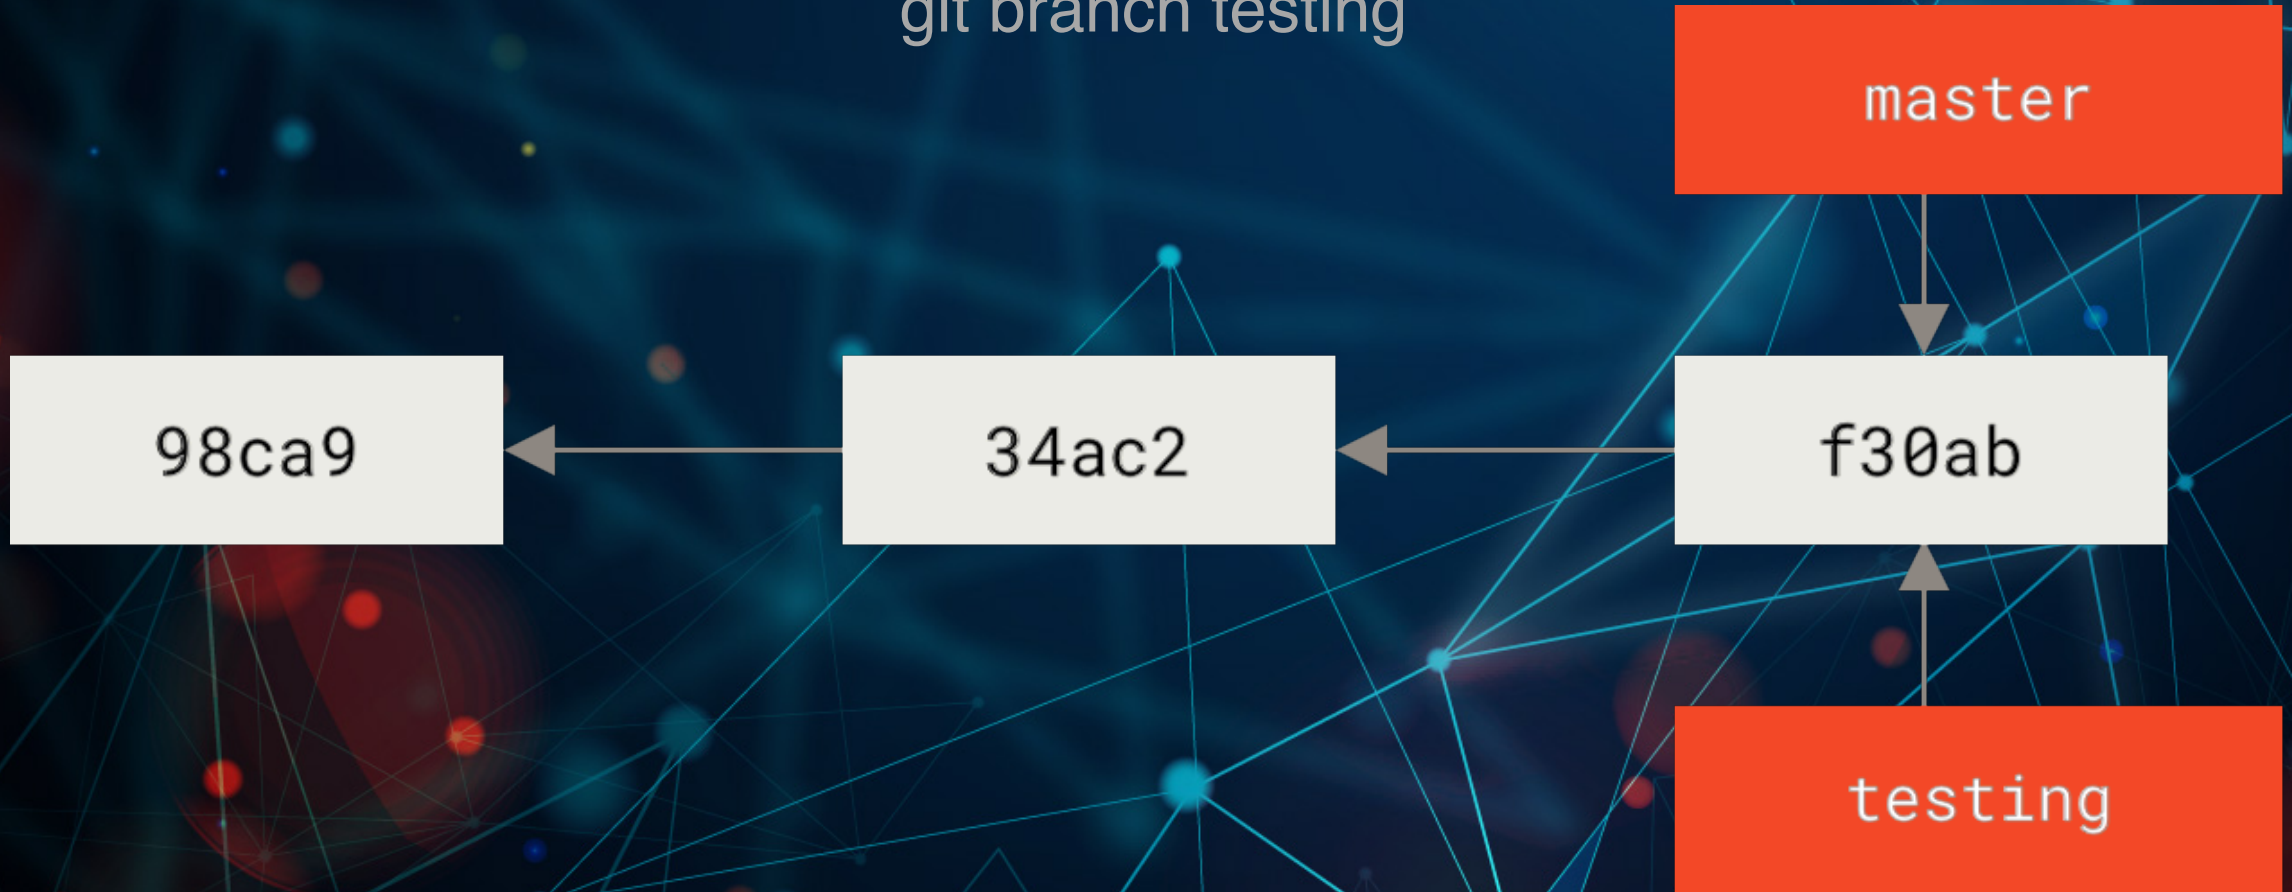 git branch testing
master
98ca9
34ac2
f30ab
testing